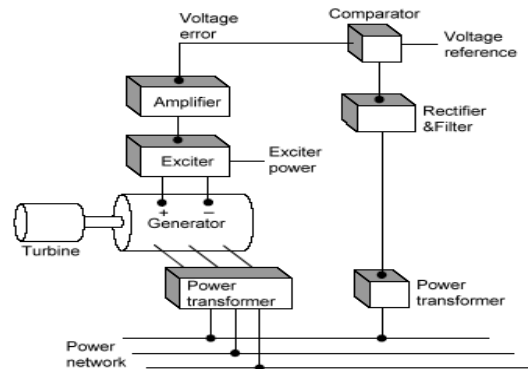 Comparator
Voltage
error
Voltage
reference
Amplifier
Rectifier
&Filter
Exciter
Exciter
power
+ −
Generator
Turbine
Power
transformer
Power
transformer
Power
network